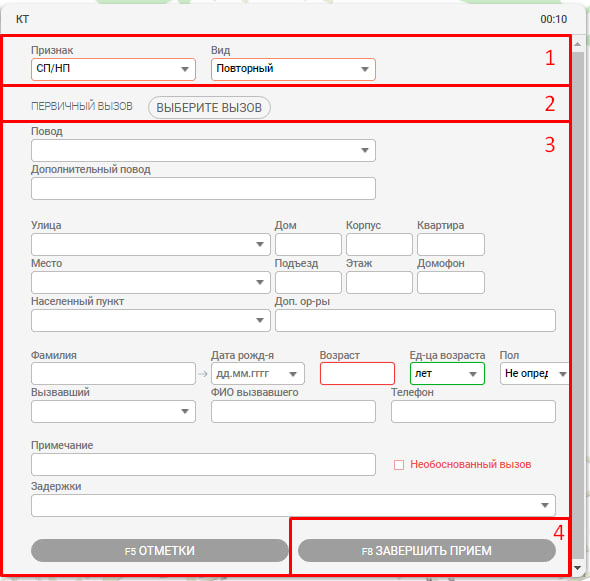 КТ 00:10
Признак Вид 1
СП/НП Повторный
ПЕРВИЧНЫЙ ВЫЗОВ ВЫБЕРИТЕ ВЫЗОВ 2
Повод 3
Дополнительный повод
Улица Дом Корпус Квартира
Место Подъезд Этаж Домофон
Населенный пункт Доп. ор-ры
Фамилия Дата рожд-я Возраст Ед-ца возраста Пол
дд.мм.гггг лет Не опред
Вызвавший ФИО вызвавшего Телефон
Примечание
Необоснованный вызов
Задержки
4
F5 ОТМЕТКИ F8 ЗАВЕРШИТЬ ПРИЕМ